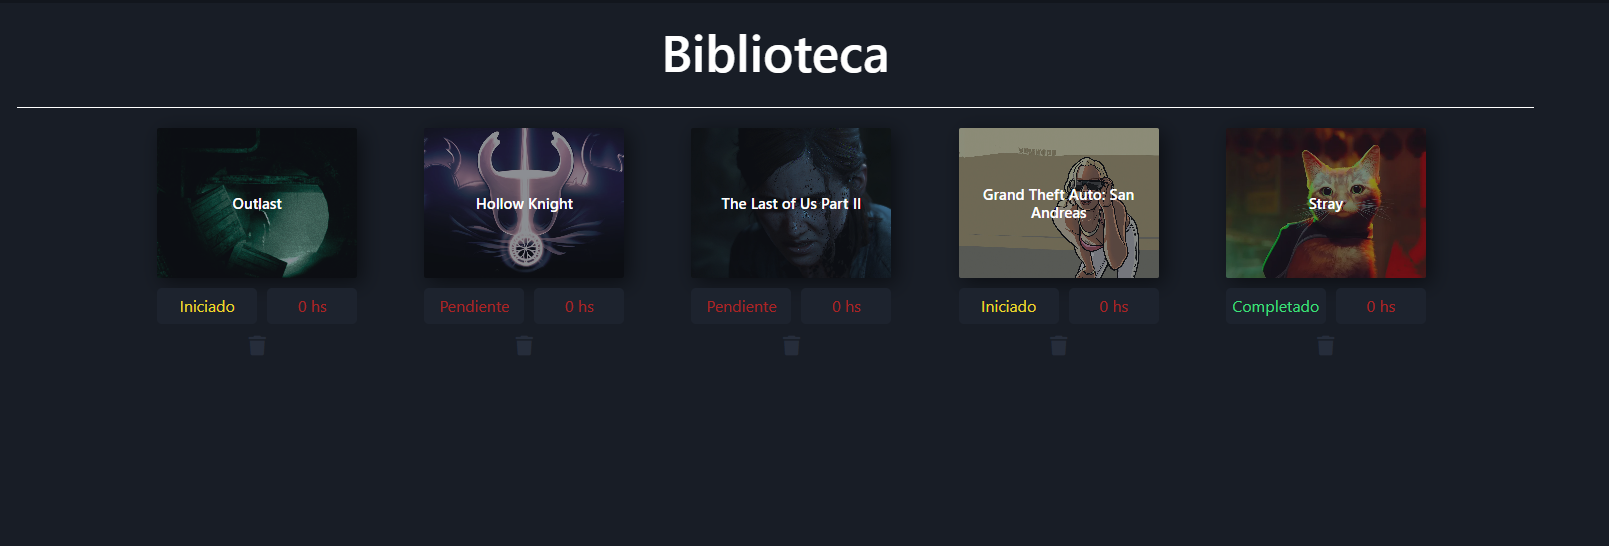 Biblioteca
Outlast
Hollow Knight
The Last of Us Part II
Grand Theft Auto: San
Andreas
Stray
Iniciado
0 hs
Pendiente
0 hs
Pendiente
0 hs
Iniciado
0 hs
Completado
0 hs